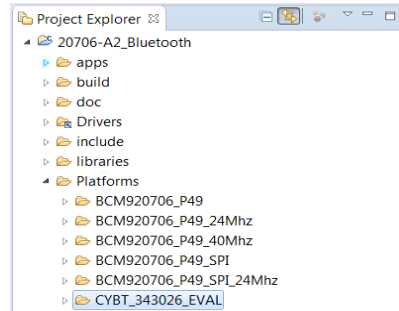 Project Explorer
20706-A2_Bluetooth
apps
build
doc
Drivers
include
libraries
Platforms
BCM920706_P49
BCM920706_P49_24Mhz
BCM920706_P49_40Mhz
BCM920706_P49_SPI
BCM920706_P49_SPI_24Mhz
CYBT_343026_EVAL